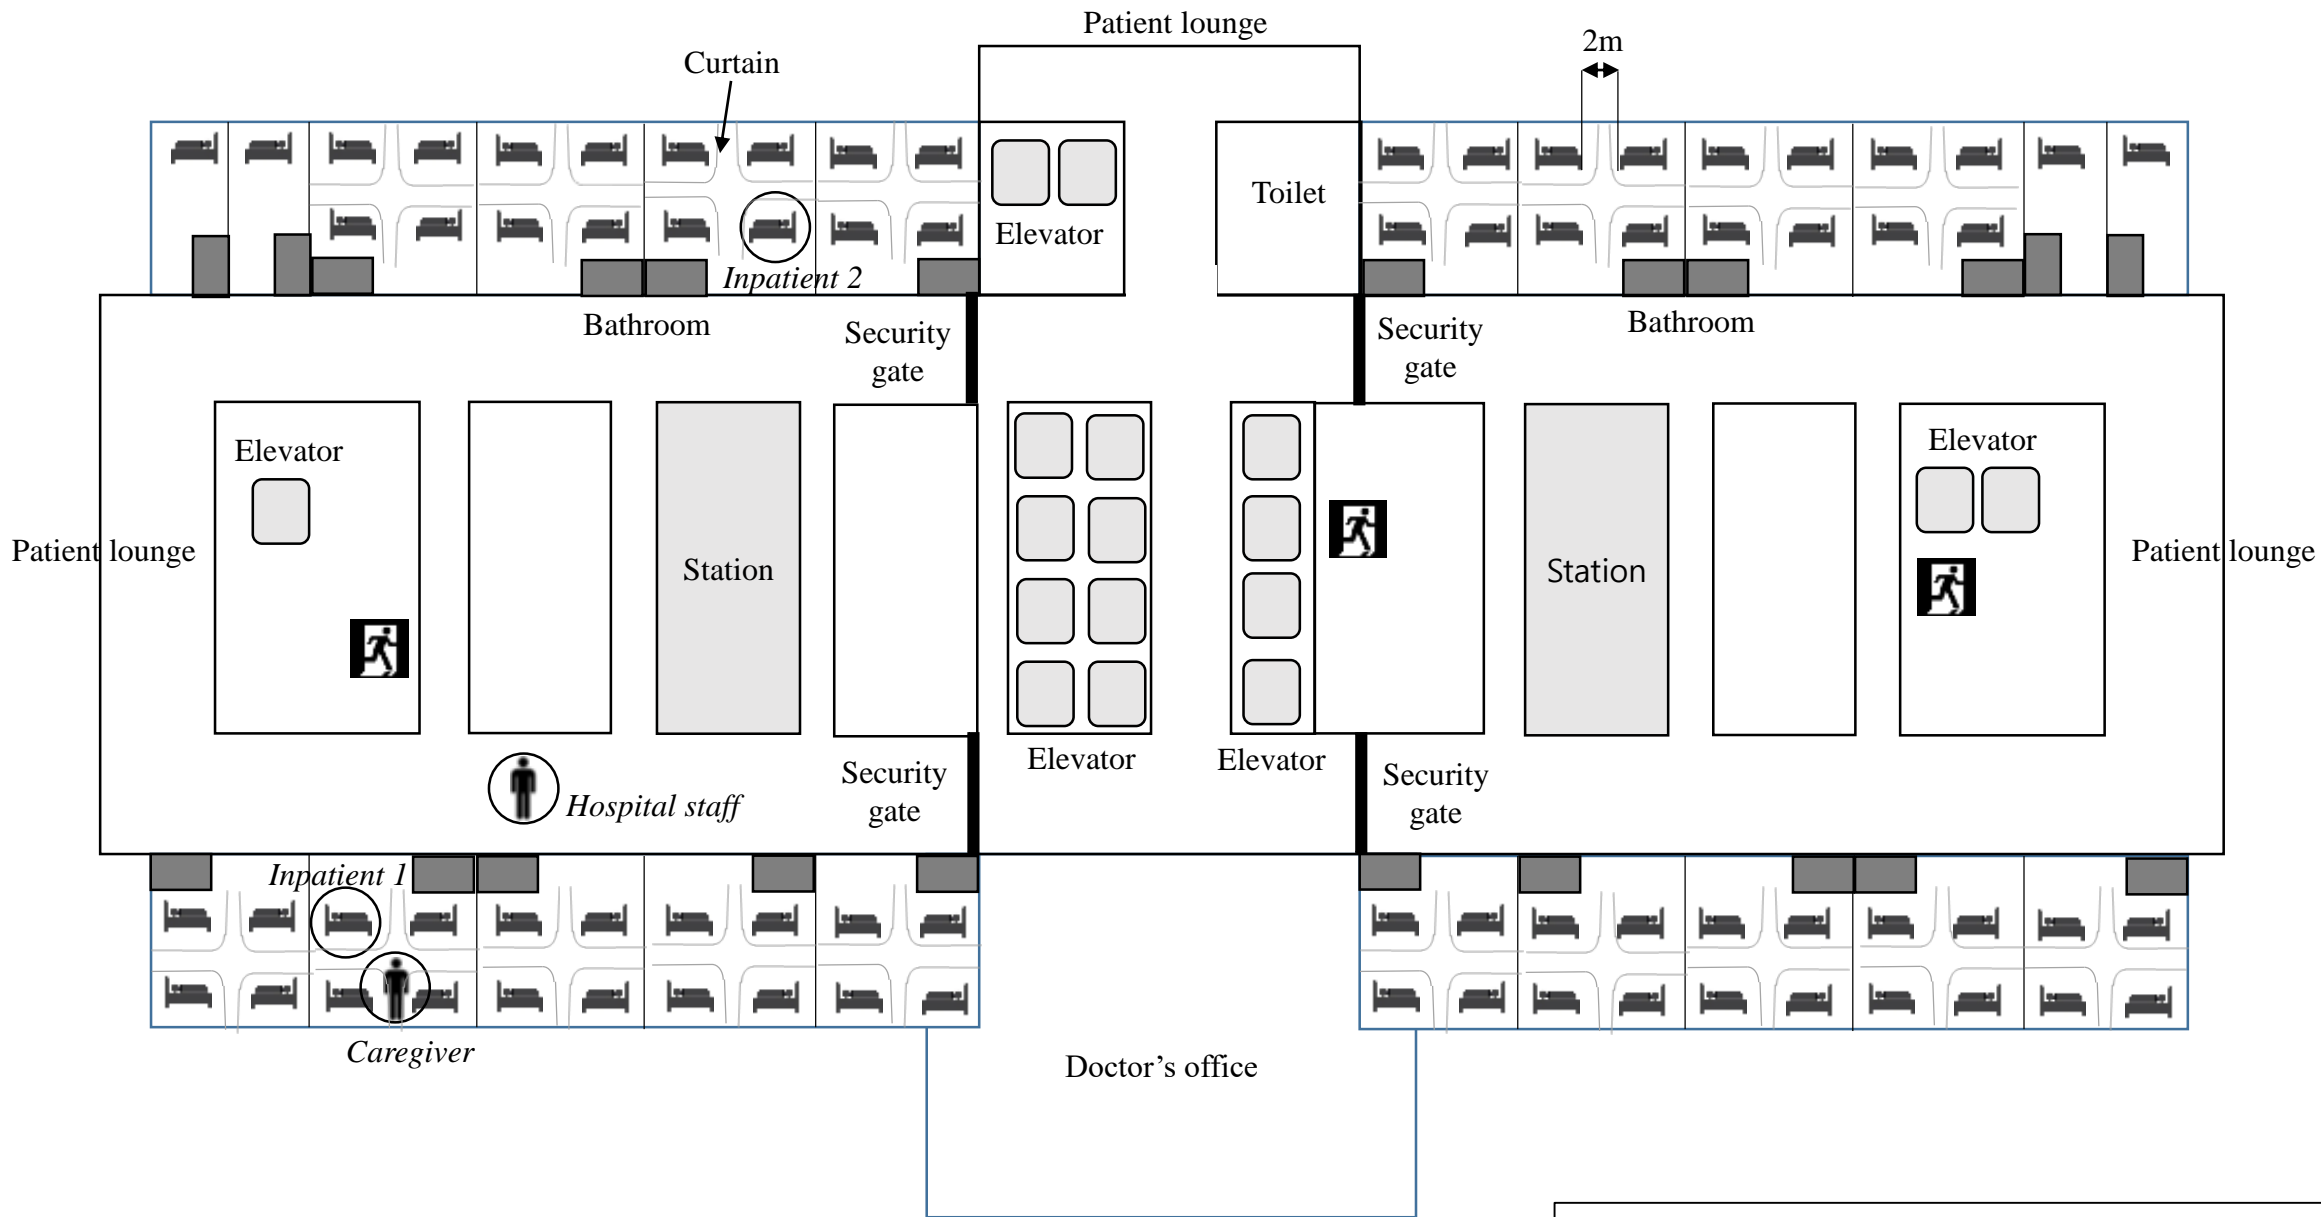 Patient lounge
2m
Curtain
Toilet
Elevator
Inpatient 2
Bathroom
Security
gate
Security
gate
Bathroom
Elevator
Elevator
Patient lounge
Station
Station
Patient lounge
Elevator
Elevator
Security
gate
Security
gate
Hospital staff
Inpatient 1
Caregiver
Doctor’s office